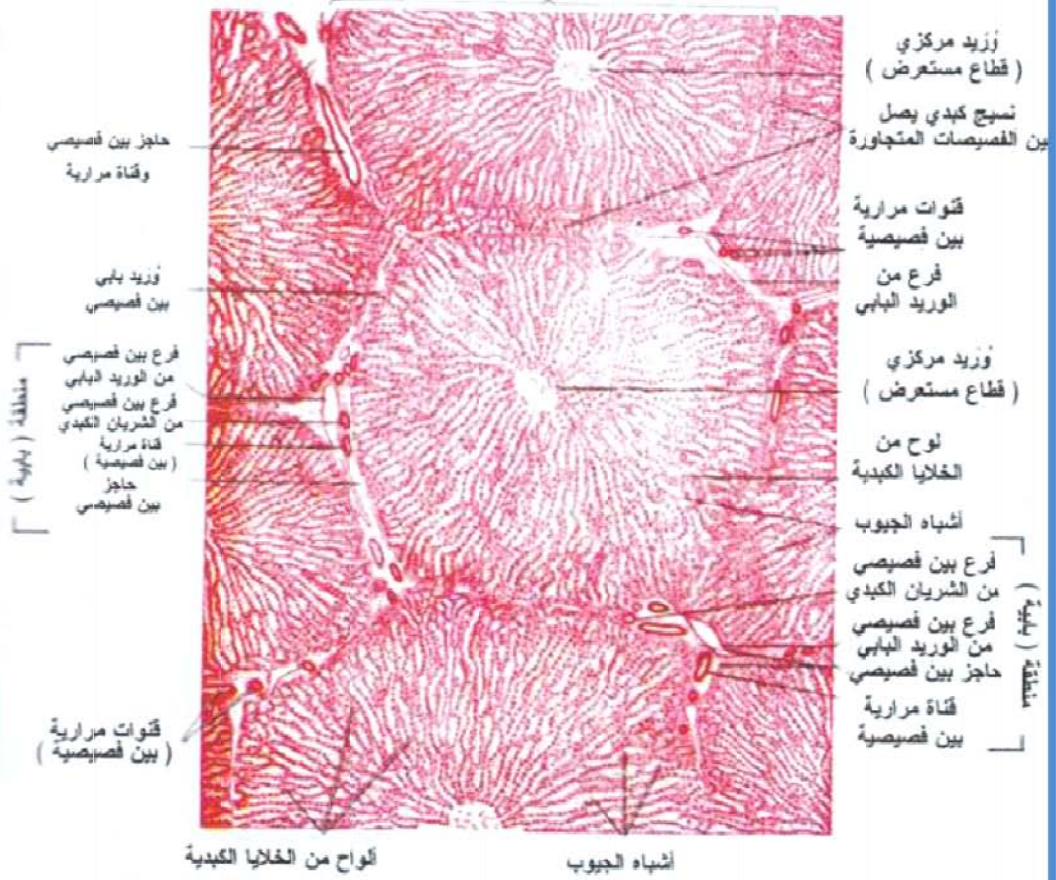 وُرَيد مركزي
( قطاع مستعرض )
نسيج كبدي يصل
بين الفصيصات المتجاورة
قنوات مرارية
بين فصيصية
فرع من
الوريد البابي
وُرَيد مركزي
( قطاع مستعرض )
لوح من
الخلايا الكبدية
أشباه الجيوب
منطقة ( بابية )
فرع بين فصيصي
من الشريان الكبدي
فرع بين فصيصي
من الوريد البابي
حاجز بين فصيصي
قناة مرارية
بين فصيصية
حاجز بين فصيصي
وقناة مرارية
وُرَيد بابي
بين فصيصي
منطقة ( بابية )
فرع بين فصيصي
من الوريد البابي
فرع بين فصيصي
من الشريان الكبدي
قناة مرارية
( بين فصيصية )
حاجز
بين فصيصي
قنوات مرارية
( بين فصيصية )
أشباه الجيوب
ألواح من الخلايا الكبدية